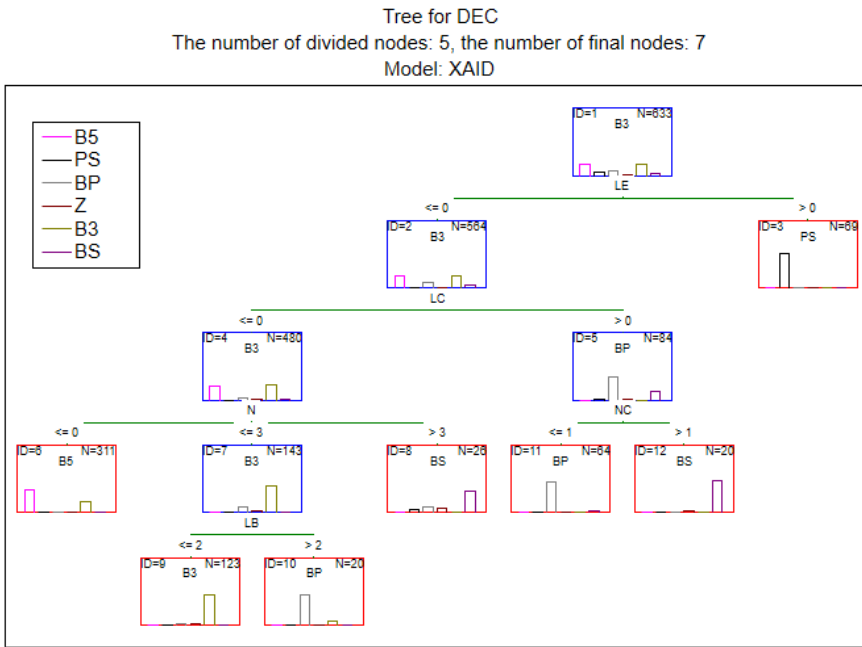 Tree for DEC
The number of divided nodes: 5, the number of final nodes: 7
Model: XAID
B5
PS
BP
Z
B3
BS
ID=1 N=633
B3
LE
<= 0 > 0
ID=2 N=564
B3
LC
ID=3 N=69
PS
<= 0 > 0
ID=4 N=480
B3
N
ID=5 N=84
BP
NC
<= 0 <= 3 > 3 <= 1 > 1
ID=6 N=311
B5
ID=7 N=143
B3
LB
ID=8 N=26
BS
ID=11 N=64
BP
ID=12 N=20
BS
<= 2 > 2
ID=9 N=123
B3
ID=10 N=20
BP